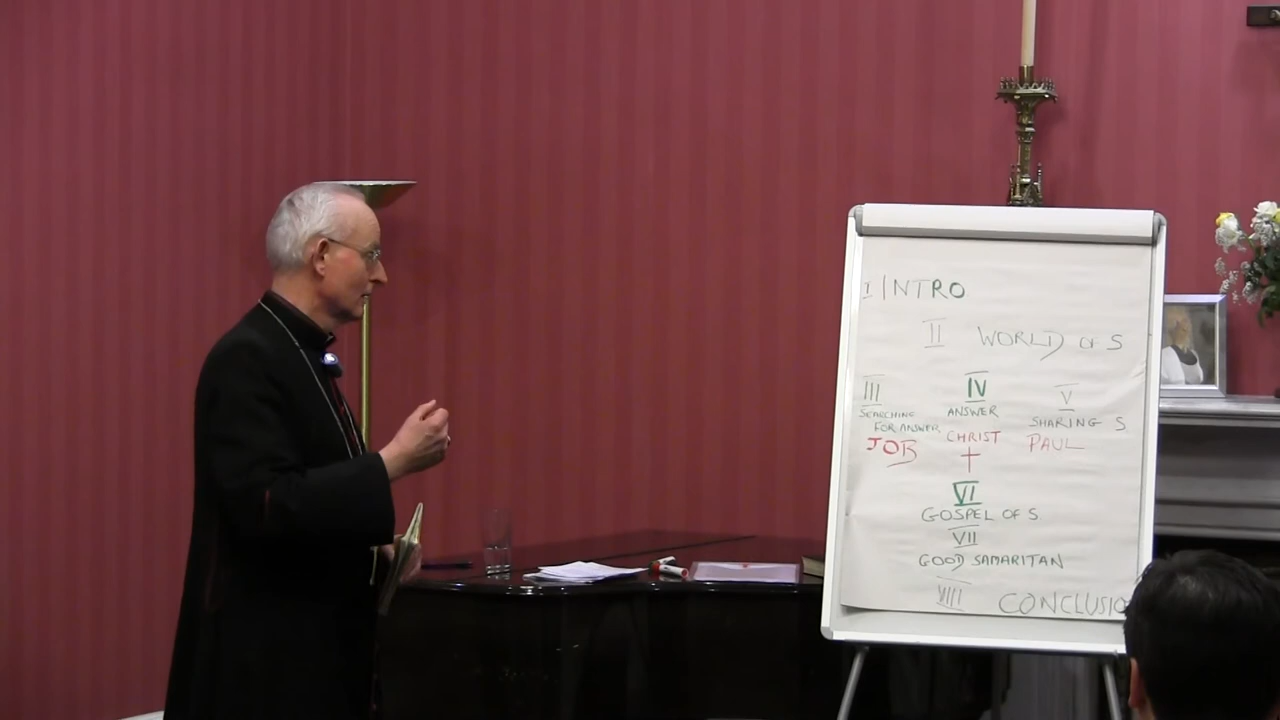 I INTRO
II WORLD OF S
III IV V
SEARCHING FOR ANSWER
JOB
ANSWER
CHRIST
SHARING S
PAUL
VI
GOSPEL OF S.
VII
GOOD SAMARITAN
VIII CONCLUSIO